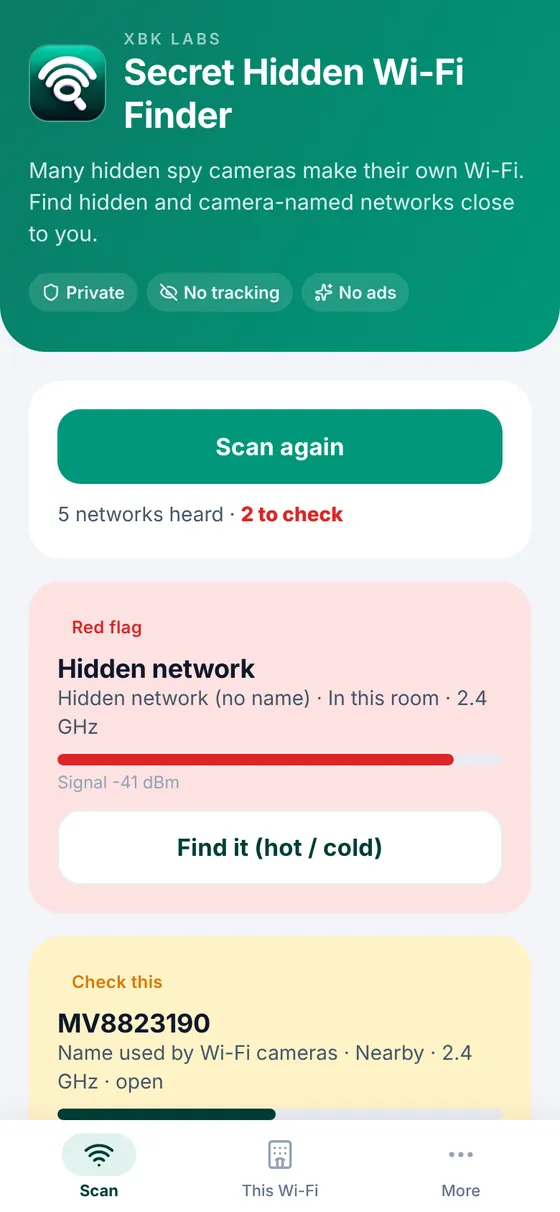 XBK LABS
Secret Hidden Wi-Fi
Finder
Many hidden spy cameras make their own Wi-Fi.
Find hidden and camera-named networks close
to you.
Private
No tracking
No ads
Scan again
5 networks heard · 2 to check
Red flag
Hidden network
Hidden network (no name) · In this room · 2.4
GHz
Signal -41 dBm
Find it (hot / cold)
Check this
MV8823190
Name used by Wi-Fi cameras · Nearby · 2.4
GHz · open
Scan
This Wi-Fi
More